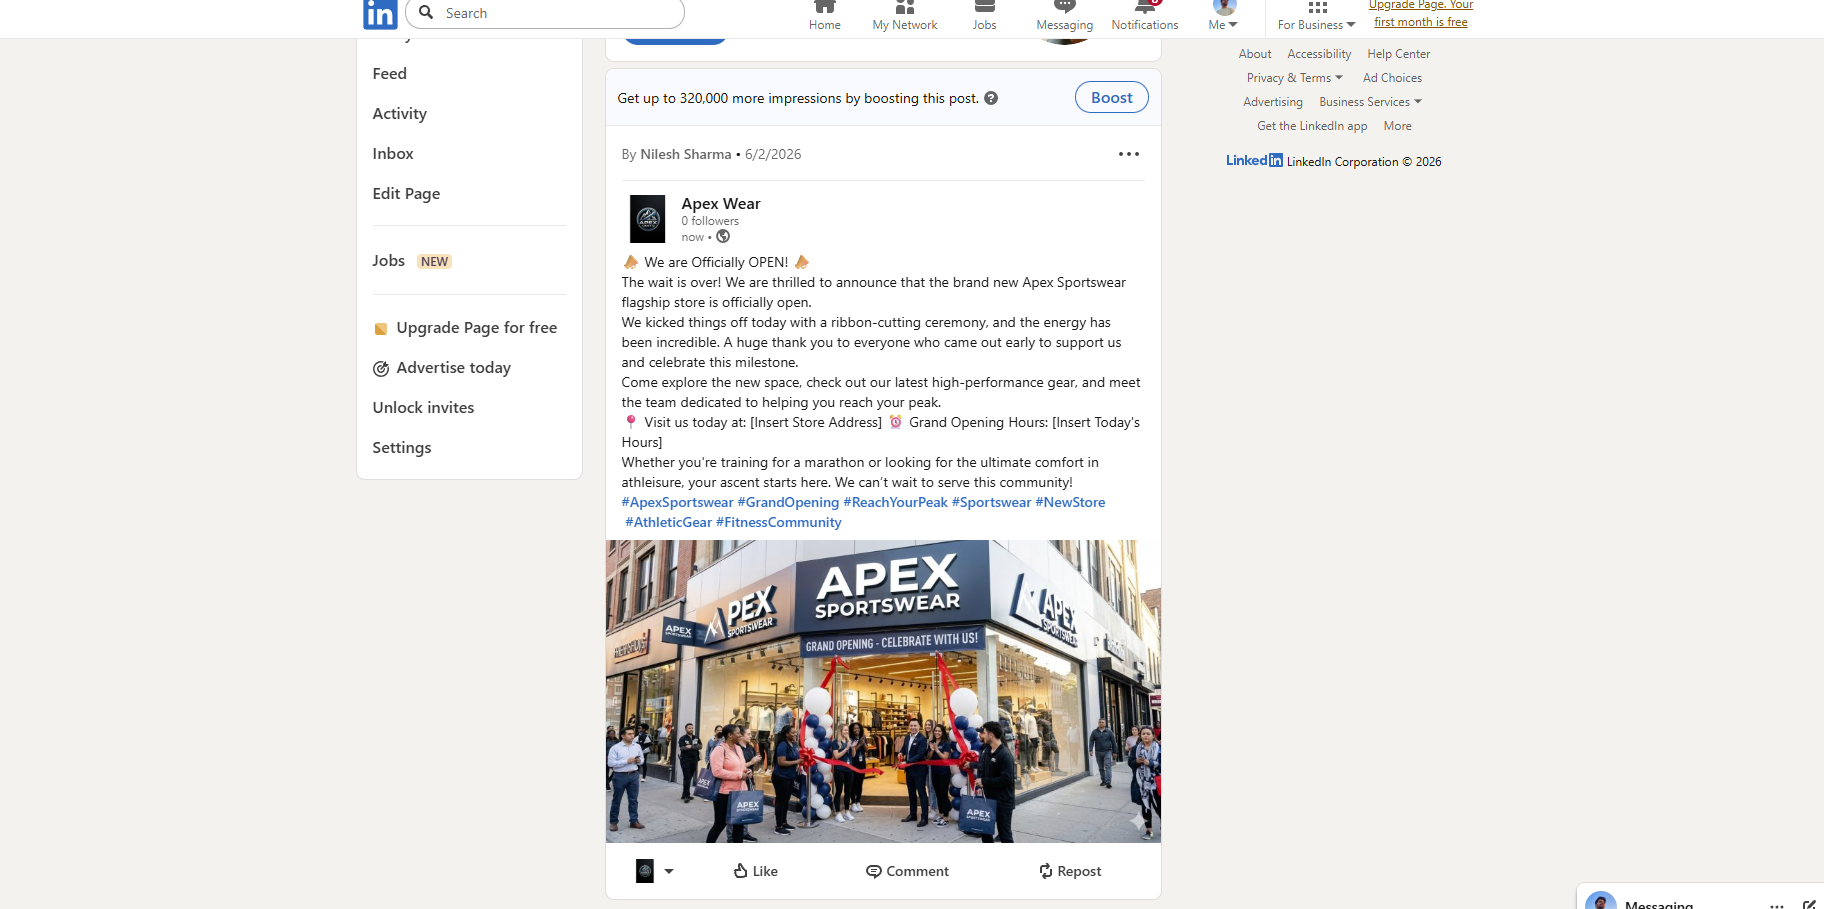 in
Search
Home
My Network
Jobs
Messaging
Notifications
Me
For Business
Upgrade Page. Your
first month is free
Feed
Activity
Inbox
Edit Page
Jobs NEW
Upgrade Page for free
Advertise today
Unlock invites
Settings
Get up to 320,000 more impressions by boosting this post.
Boost
By Nilesh Sharma • 6/2/2026
Apex Wear
0 followers
now •
📣 We are Officially OPEN! 📣
The wait is over! We are thrilled to announce that the brand new Apex Sportswear
flagship store is officially open.
We kicked things off today with a ribbon-cutting ceremony, and the energy has
been incredible. A huge thank you to everyone who came out early to support us
and celebrate this milestone.
Come explore the new space, check out our latest high-performance gear, and meet
the team dedicated to helping you reach your peak.
📍 Visit us today at: [Insert Store Address] ⏰ Grand Opening Hours: [Insert Today's
Hours]
Whether you're training for a marathon or looking for the ultimate comfort in
athleisure, your ascent starts here. We can't wait to serve this community!
#ApexSportswear #GrandOpening #ReachYourPeak #Sportswear #NewStore
#AthleticGear #FitnessCommunity
APEX
SPORTSWEAR
APEX
SPORTSWEAR
APEX
SPORTSWEAR
APEX
SPORTSWEAR
GRAND OPENING - CELEBRATE WITH US!
APEX
APEX
SPORTSWEAR
APEX
SPORTSWEAR
Like
Comment
Repost
About
Accessibility
Help Center
Privacy & Terms
Ad Choices
Advertising
Business Services
Get the LinkedIn app
More
LinkedIn LinkedIn Corporation © 2026
Messaging